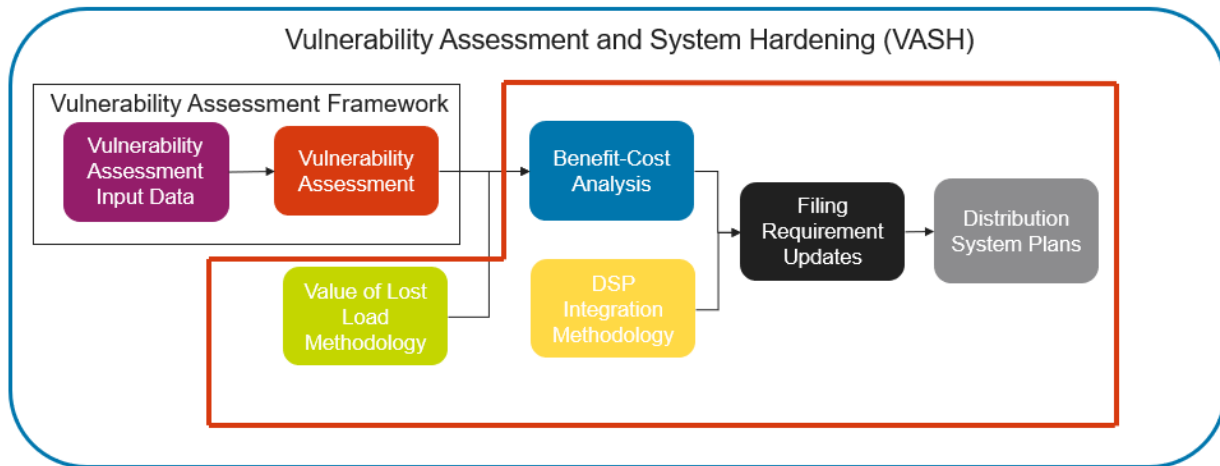 Vulnerability Assessment and System Hardening (VASH)
Vulnerability Assessment Framework
Vulnerability
Assessment
Input Data
Vulnerability
Assessment
Benefit-Cost
Analysis
Filing
Requirement
Updates
Distribution
System Plans
Value of Lost
Load
Methodology
DSP
Integration
Methodology